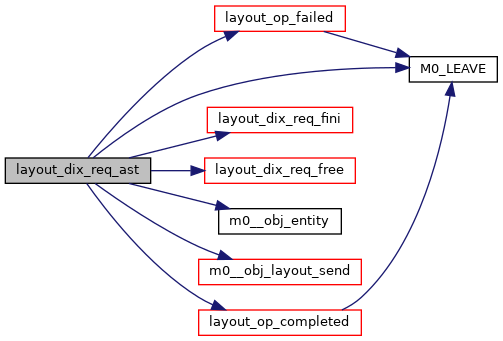 layout_op_failed
M0_LEAVE
layout_dix_req_fini
layout_dix_req_ast
layout_dix_req_free
m0__obj_entity
m0__obj_layout_send
layout_op_completed